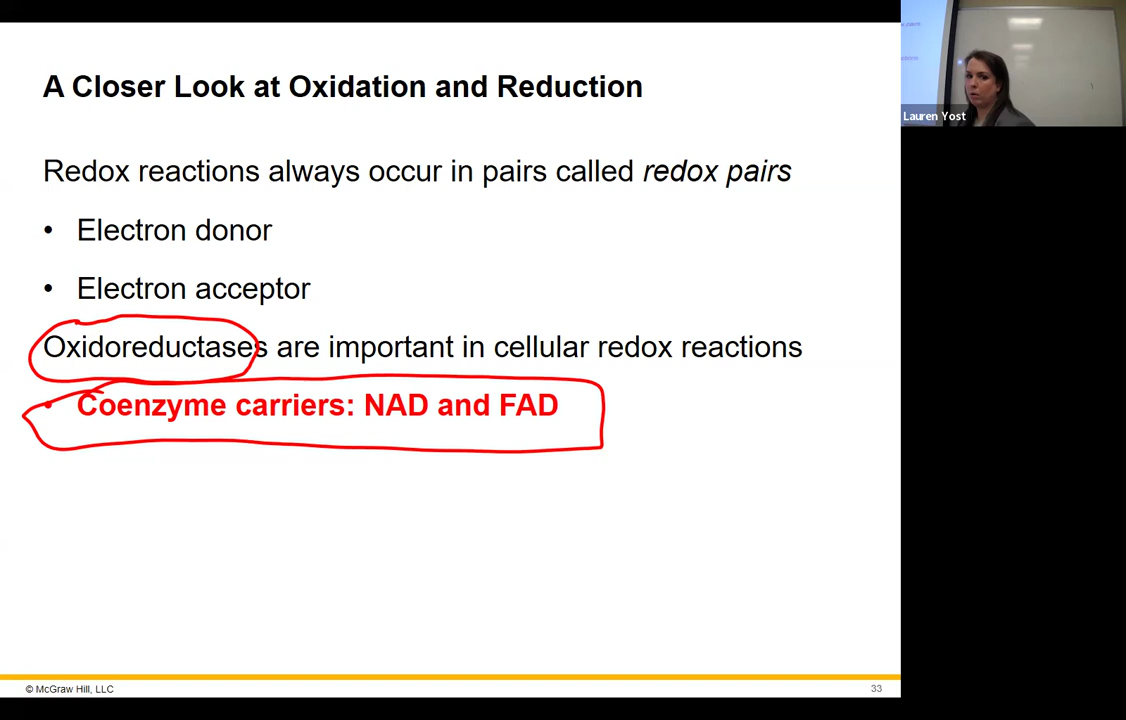 A Closer Look at Oxidation and Reduction
Redox reactions always occur in pairs called redox pairs
• Electron donor
• Electron acceptor
Oxidoreductases are important in cellular redox reactions
• Coenzyme carriers: NAD and FAD
© McGraw Hill, LLC
33
Lauren Yost